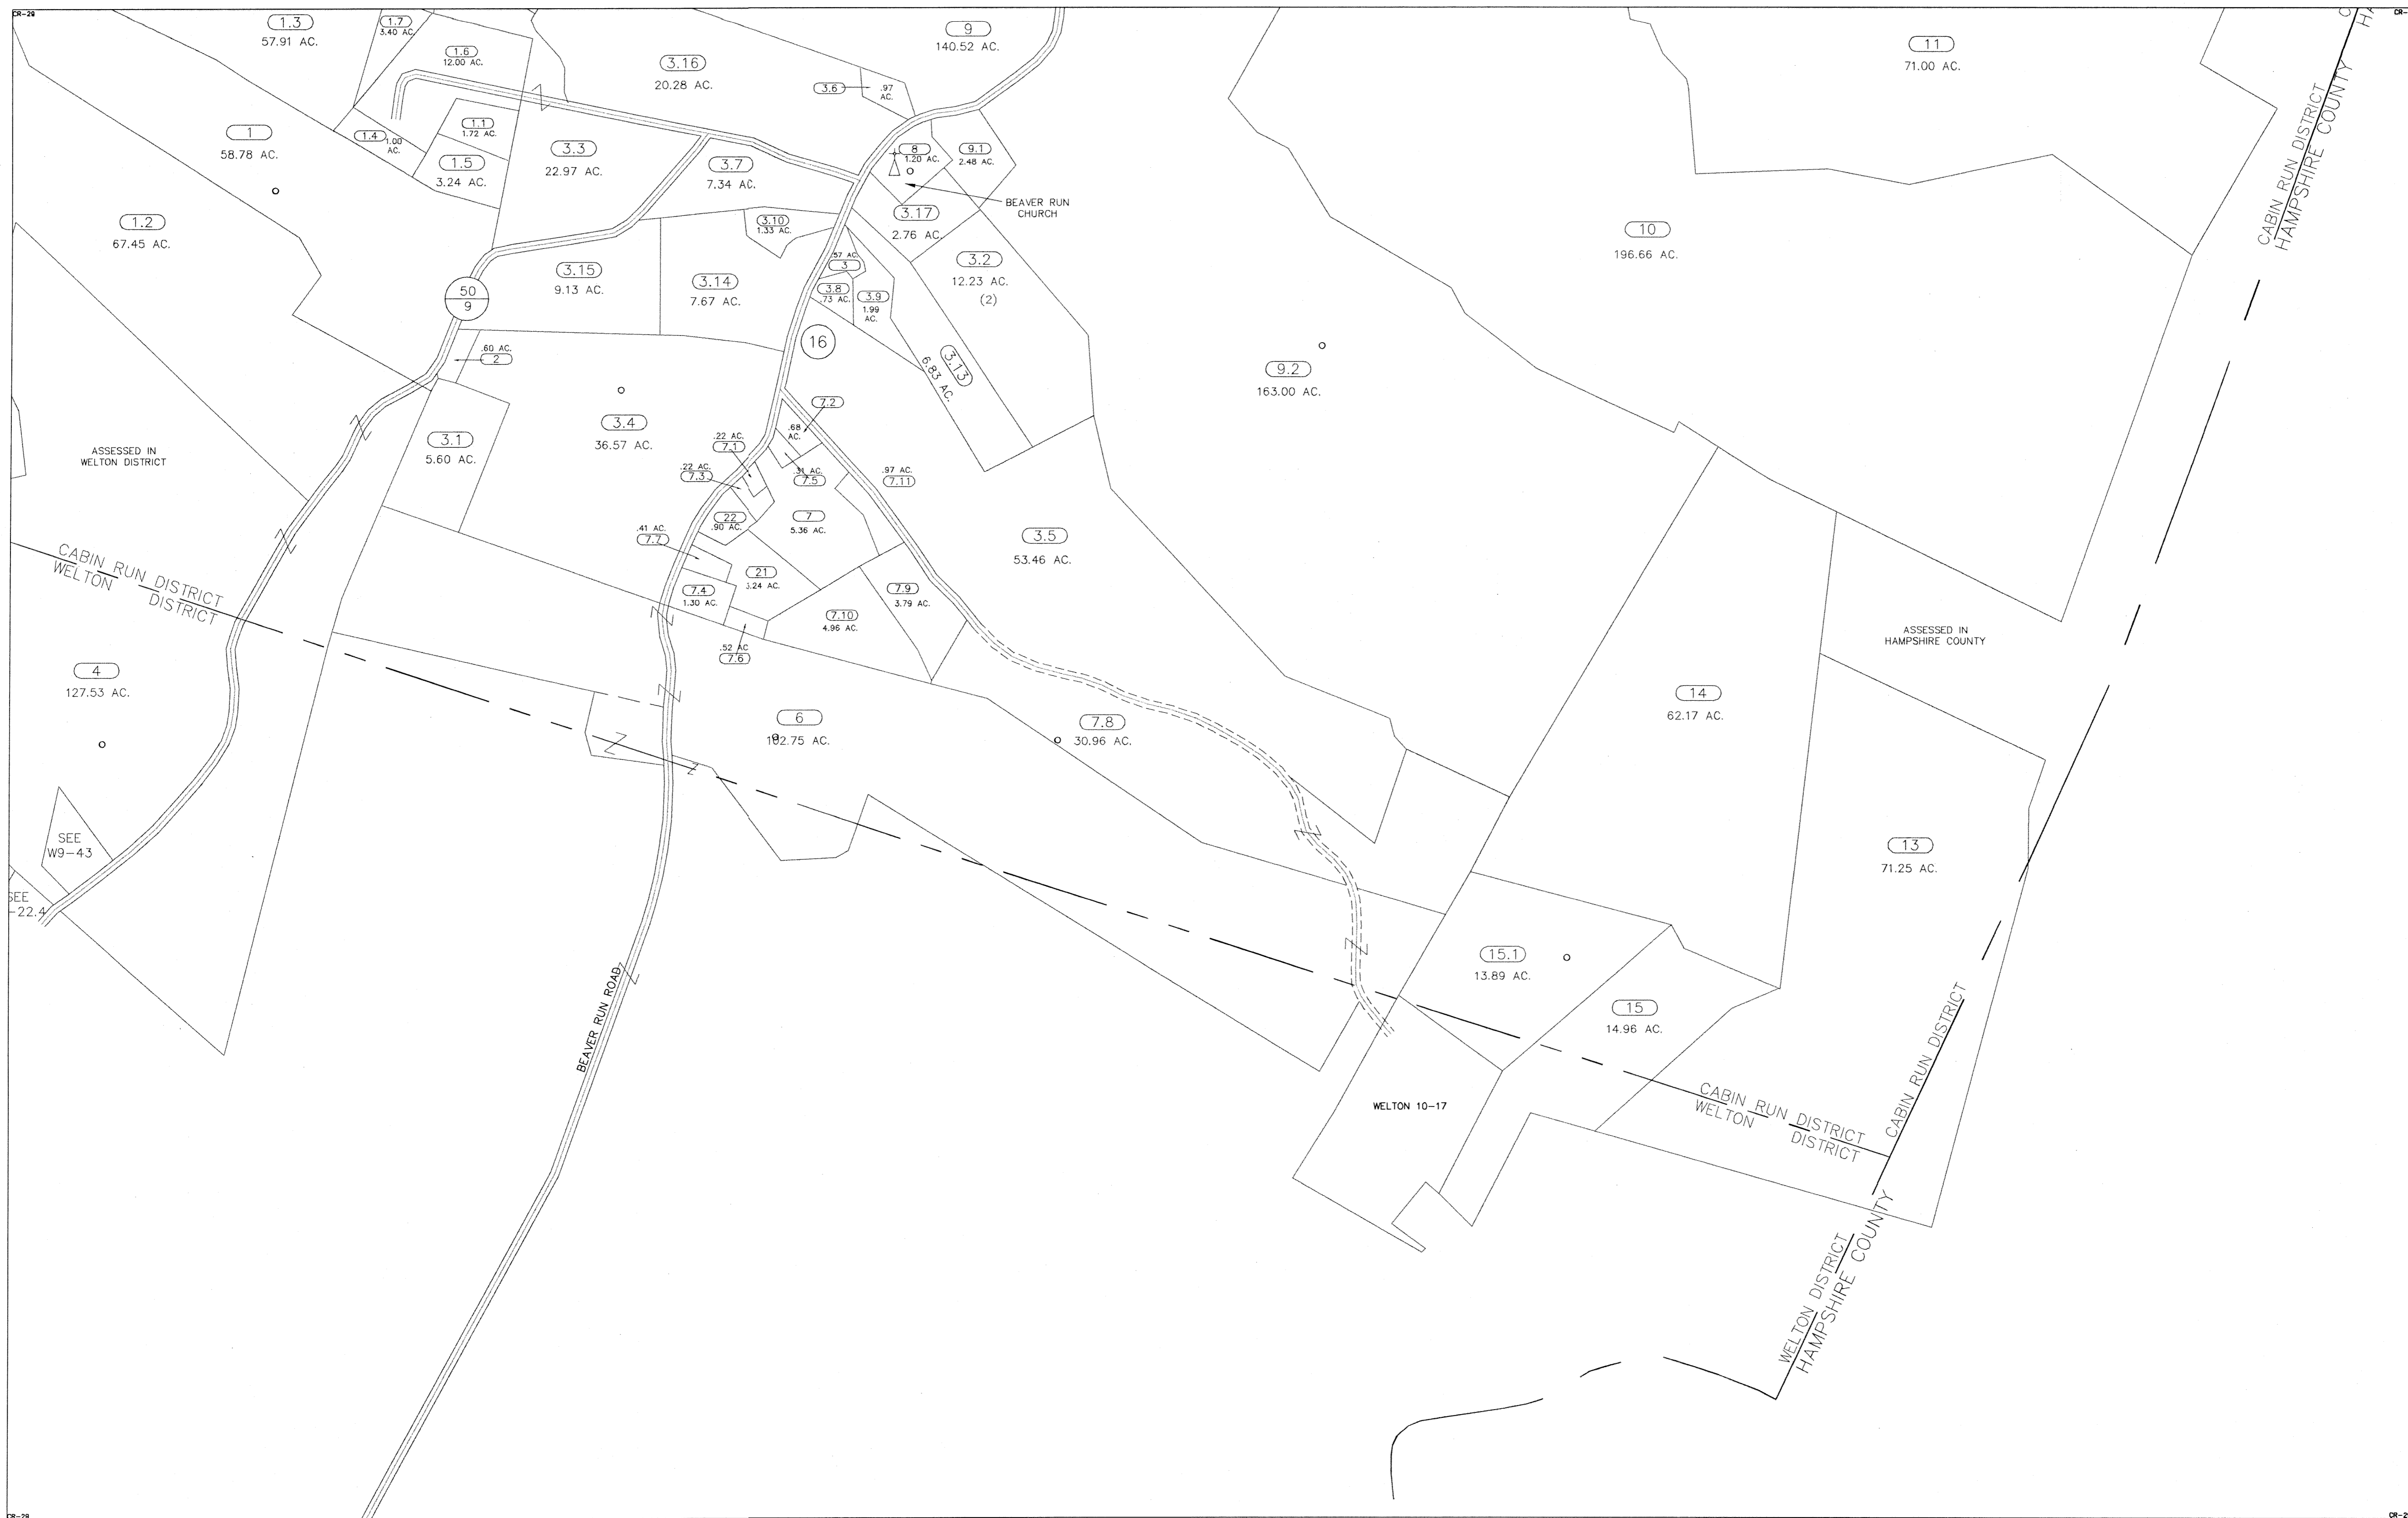 CR-29
CR-
1.3
57.91 AC.
1.7
3.40 AC.
1.6
12.00 AC.
3.16
20.28 AC.
9
140.52 AC.
11
71.00 AC.
3.6
.97
AC.
1
58.78 AC.
1.4
1.00
AC.
1.1
1.72 AC.
1.5
3.24 AC.
3.3
22.97 AC.
3.7
7.34 AC.
8
1.20 AC.
9.1
2.48 AC.
BEAVER RUN
CHURCH
CABIN RUN DISTRICT
HAMPSHIRE COUNTY
1.2
67.45 AC.
3.10
1.33 AC.
3.17
2.76 AC.
10
196.66 AC.
3.15
9.13 AC.
3.14
7.67 AC.
.57 AC.
3
3.8
.73 AC.
3.9
1.99
AC.
3.2
12.23 AC.
(2)
50
9
16
.60 AC.
2
3.13
6.83 AC.
9.2
163.00 AC.
3.4
36.57 AC.
7.2
.68
AC.
3.1
5.60 AC.
ASSESSED IN
WELTON DISTRICT
.22 AC.
7.1
.22 AC.
7.3
.31 AC.
7.5
.97 AC.
7.11
22
.90 AC.
7
5.36 AC.
.41 AC.
7.7
3.5
53.46 AC.
CABIN RUN DISTRICT
WELTON DISTRICT
21
.24 AC.
7.4
1.30 AC.
7.9
3.79 AC.
7.10
4.96 AC.
.52 AC
7.6
ASSESSED IN
HAMPSHIRE COUNTY
4
127.53 AC.
6
102.75 AC.
7.8
30.96 AC.
14
62.17 AC.
SEE
W9-43
13
71.25 AC.
SEE
-22.4
15.1
13.89 AC.
BEAVER RUN ROAD
15
14.96 AC.
WELTON 10-17
CABIN RUN DISTRICT
WELTON DISTRICT
CABIN RUN DISTRICT
HAMPSHIRE COUNTY
WELTON DISTRICT
CR-29
CR-2